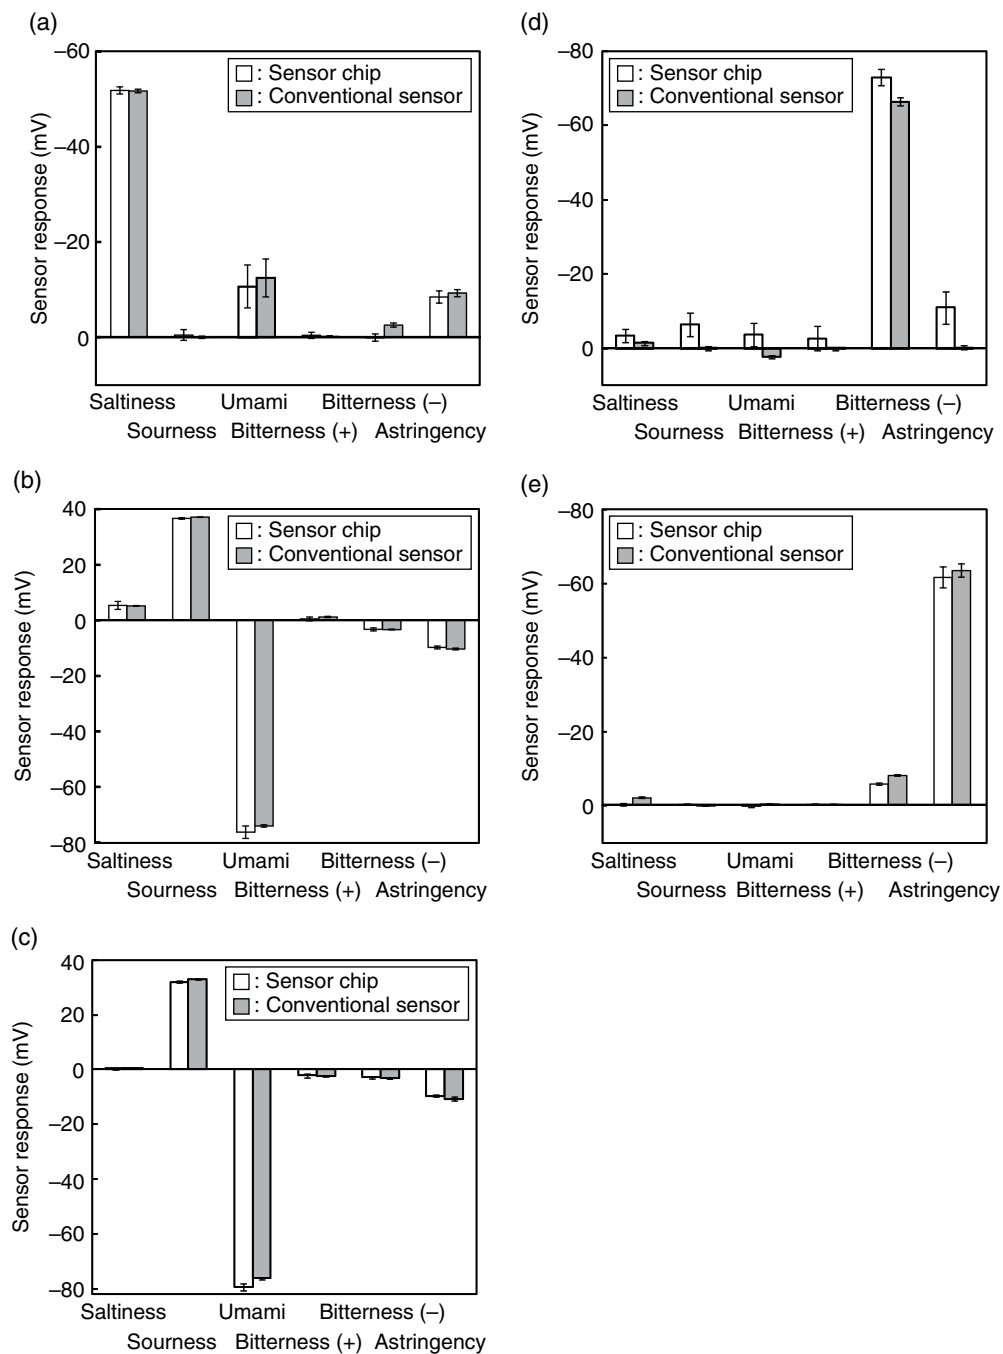 (a)
–60
–40
–20
0
Sensor response (mV)
: Sensor chip
: Conventional sensor
Saltiness Umami Bitterness (–)
Sourness Bitterness (+) Astringency
(d)
–80
–60
–40
–20
0
Sensor response (mV)
: Sensor chip
: Conventional sensor
Saltiness Umami Bitterness (–)
Sourness Bitterness (+) Astringency
(b)
40
20
0
–20
–40
–60
–80
Sensor response (mV)
: Sensor chip
: Conventional sensor
Saltiness Umami Bitterness (–)
Sourness Bitterness (+) Astringency
(e)
–80
–60
–40
–20
0
Sensor response (mV)
: Sensor chip
: Conventional sensor
Saltiness Umami Bitterness (–)
Sourness Bitterness (+) Astringency
(c)
40
20
0
–20
–40
–60
–80
Sensor response (mV)
: Sensor chip
: Conventional sensor
Saltiness Umami Bitterness (–)
Sourness Bitterness (+) Astringency